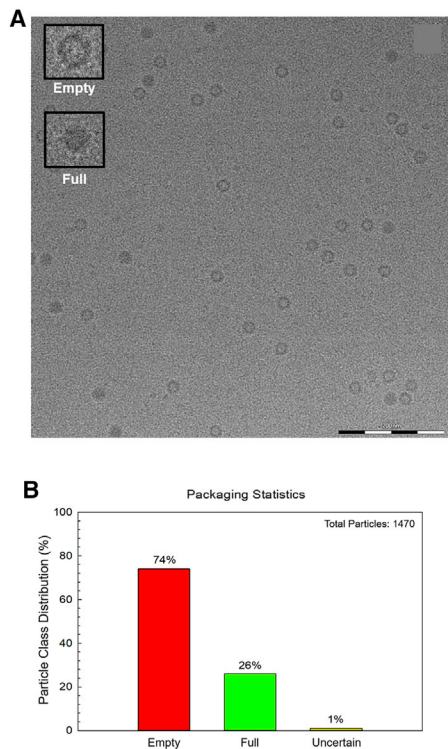 A
Empty
Full
B
Packaging Statistics
Total Particles: 1470
Particle Class Distribution (%)
100
80
60
40
20
0
74%
26%
1%
Empty
Full
Uncertain